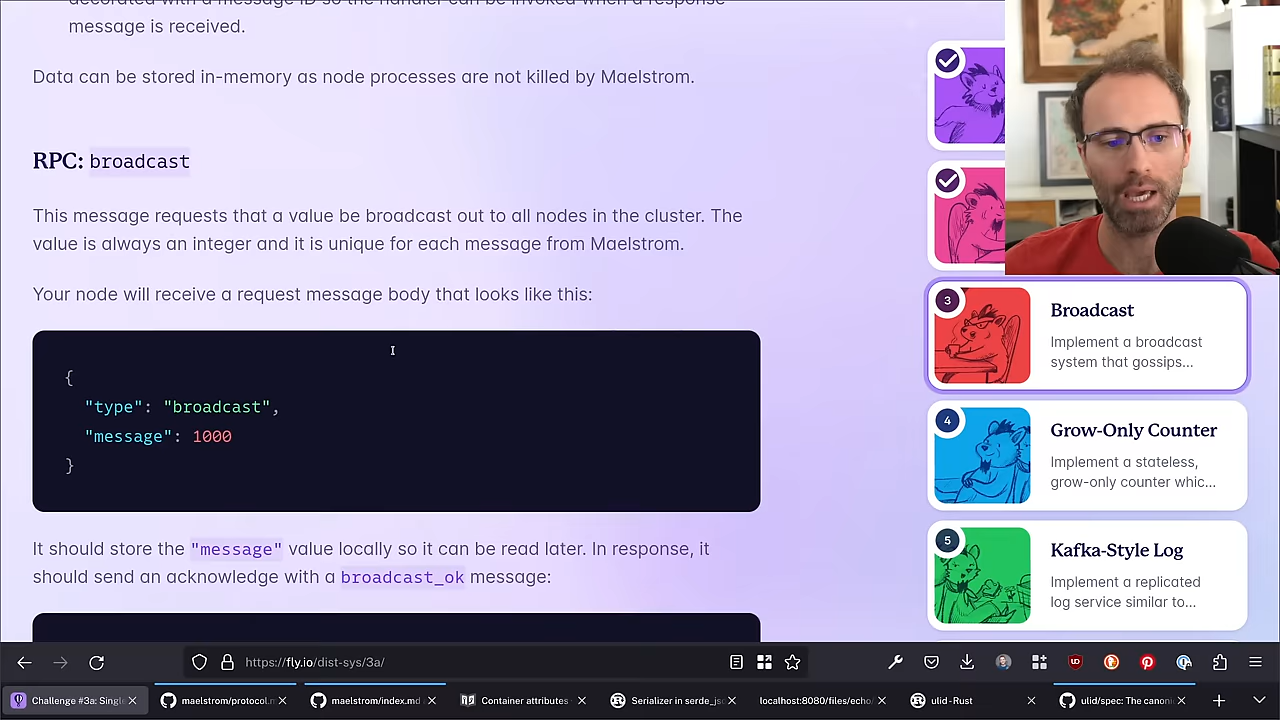 decorated with a message ID so the handler can be invoked when a response
message is received.
Data can be stored in-memory as node processes are not killed by Maelstrom.
RPC: broadcast
This message requests that a value be broadcast out to all nodes in the cluster. The
value is always an integer and it is unique for each message from Maelstrom.
Your node will receive a request message body that looks like this:
{
"type": "broadcast",
"message": 1000
}
It should store the "message" value locally so it can be read later. In response, it
should send an acknowledge with a broadcast_ok message:
3
Broadcast
Implement a broadcast
system that gossips...
4
Grow-Only Counter
Implement a stateless,
grow-only counter whic...
5
Kafka-Style Log
Implement a replicated
log service similar to...
https://fly.io/dist-sys/3a/
Challenge #3a: Singl
maelstrom/protocol.m
maelstrom/index.md
Container attributes
Serializer in serde_jso
localhost:8080/files/echo
ulid - Rust
ulid/spec: The canoni